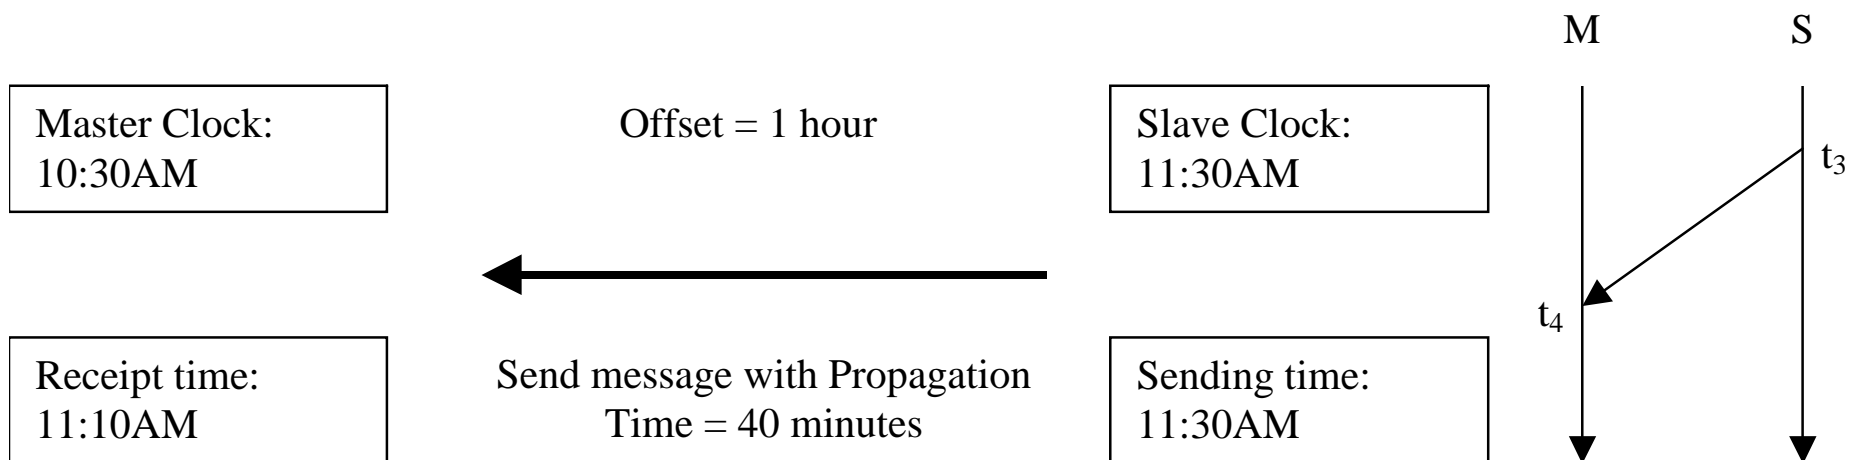 M S
Master Clock:
10:30AM
Offset = 1 hour
Slave Clock:
11:30AM
t₃
t₄
Receipt time:
11:10AM
Send message with Propagation
Time = 40 minutes
Sending time:
11:30AM